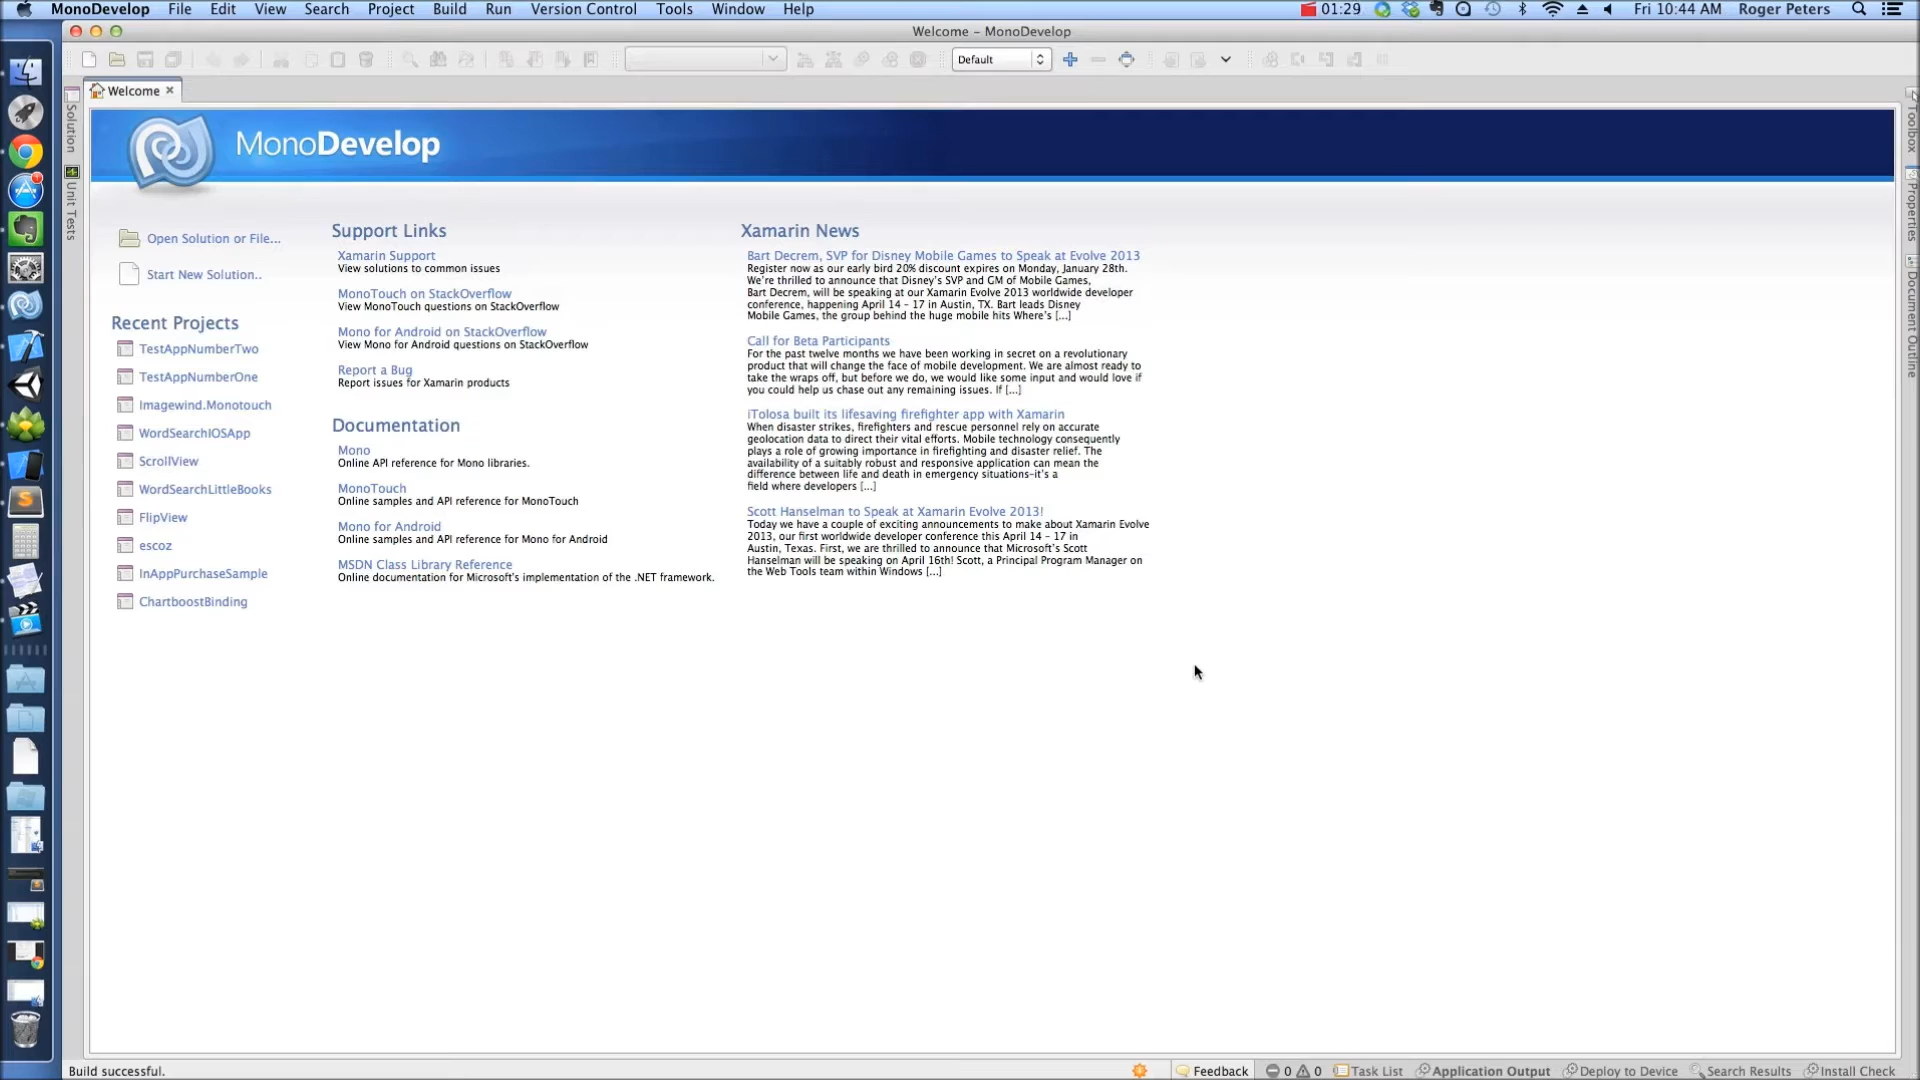 MonoDevelop File Edit View Search Project Build Run Version Control Tools Window Help 01:29 Fri 10:44 AM Roger Peters
Welcome – MonoDevelop
Default
Welcome
Solution
Unit Tests
Toolbox
Properties
Document Outline
MonoDevelop
Open Solution or File...
Start New Solution..
Recent Projects
TestAppNumberTwo
TestAppNumberOne
Imagewind.Monotouch
WordSearchIOSApp
ScrollView
WordSearchLittleBooks
FlipView
escoz
InAppPurchaseSample
ChartboostBinding
Support Links
Xamarin Support
View solutions to common issues
MonoTouch on StackOverflow
View MonoTouch questions on StackOverflow
Mono for Android on StackOverflow
View Mono for Android questions on StackOverflow
Report a Bug
Report issues for Xamarin products
Documentation
Mono
Online API reference for Mono libraries.
MonoTouch
Online samples and API reference for MonoTouch
Mono for Android
Online samples and API reference for Mono for Android
MSDN Class Library Reference
Online documentation for Microsoft's implementation of the .NET framework.
Xamarin News
Bart Decrem, SVP for Disney Mobile Games to Speak at Evolve 2013
Register now as our early bird 20% discount expires on Monday, January 28th.
We're thrilled to announce that Disney's SVP and GM of Mobile Games,
Bart Decrem, will be speaking at our Xamarin Evolve 2013 worldwide developer
conference, happening April 14 – 17 in Austin, TX. Bart leads Disney
Mobile Games, the group behind the huge mobile hits Where's [...]
Call for Beta Participants
For the past twelve months we have been working in secret on a revolutionary
product that will change the face of mobile development. We are almost ready to
take the wraps off, but before we do, we would like some input and would love if
you could help us chase out any remaining issues. If [...]
iTolosa built its lifesaving firefighter app with Xamarin
When disaster strikes, firefighters and rescue personnel rely on accurate
geolocation data to direct their vital efforts. Mobile technology consequently
plays a role of growing importance in firefighting and disaster relief. The
availability of a suitably robust and responsive application can mean the
difference between life and death in emergency situations–it's a
field where developers [...]
Scott Hanselman to Speak at Xamarin Evolve 2013!
Today we have a couple of exciting announcements to make about Xamarin Evolve
2013, our first worldwide developer conference this April 14 – 17 in
Austin, Texas. First, we are thrilled to announce that Microsoft's Scott
Hanselman will be speaking on April 16th! Scott, a Principal Program Manager on
the Web Tools team within Windows [...]
Build successful. Feedback 0 0 Task List Application Output Deploy to Device Search Results Install Check